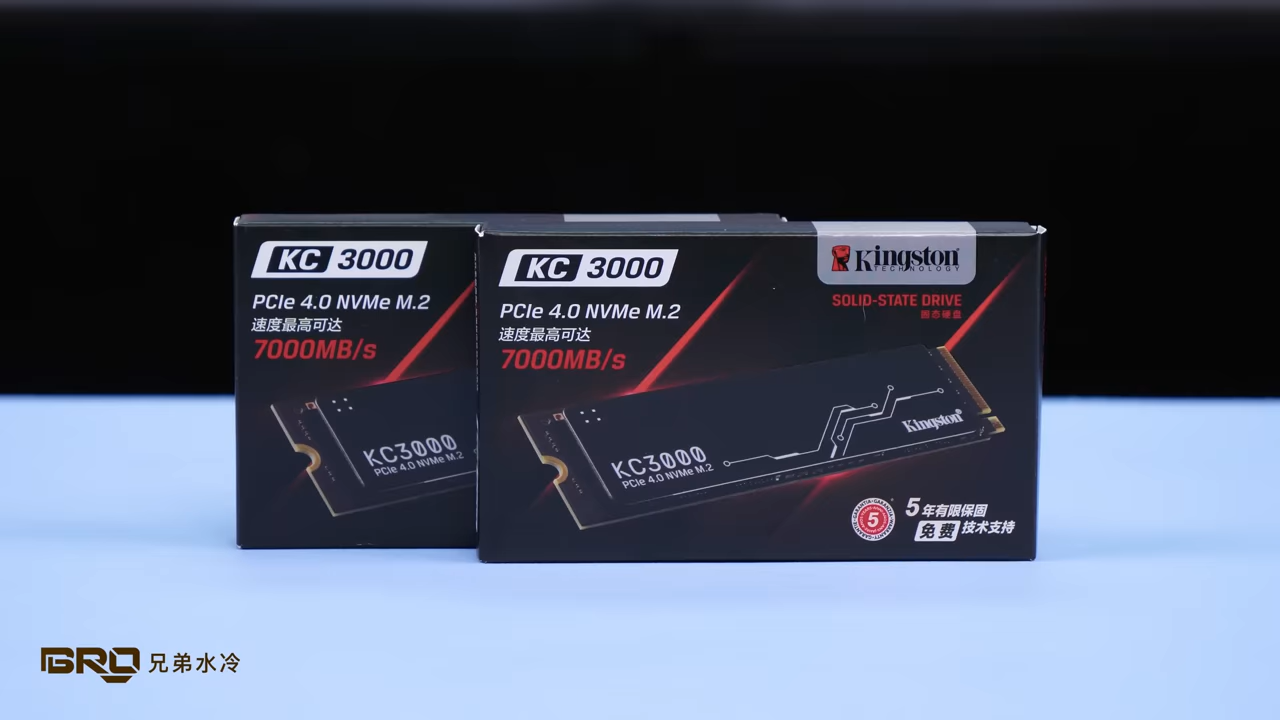 KC 3000
PCIe 4.0 NVMe M.2
速度最高可达
7000MB/s
KC3000
PCIe 4.0 NVMe M.2
KC 3000
PCIe 4.0 NVMe M.2
速度最高可达
7000MB/s
Kingston
TECHNOLOGY
SOLID-STATE DRIVE
固态硬盘
KC3000
PCIe 4.0 NVMe M.2
Kingston
5
5年有限保固
免费 技术支持
BRO 兄弟水冷